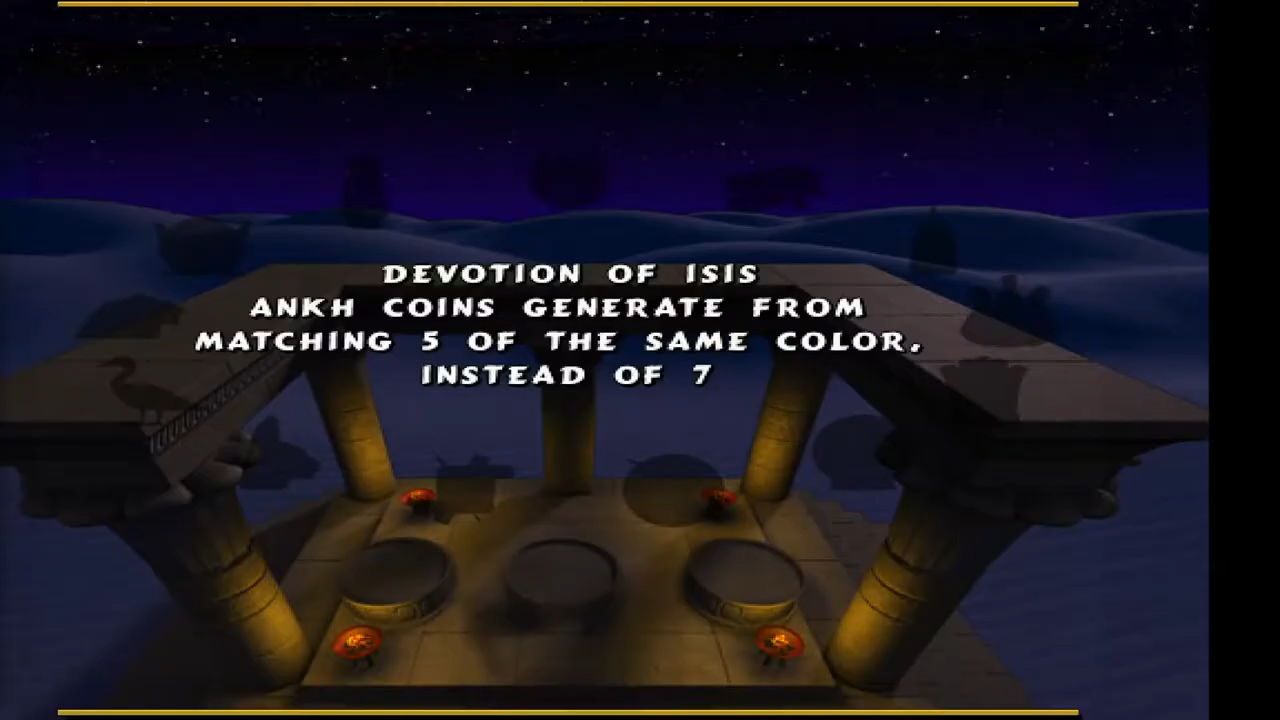 DEVOTION OF ISIS
ANKH COINS GENERATE FROM
MATCHING 5 OF THE SAME COLOR,
INSTEAD OF 7